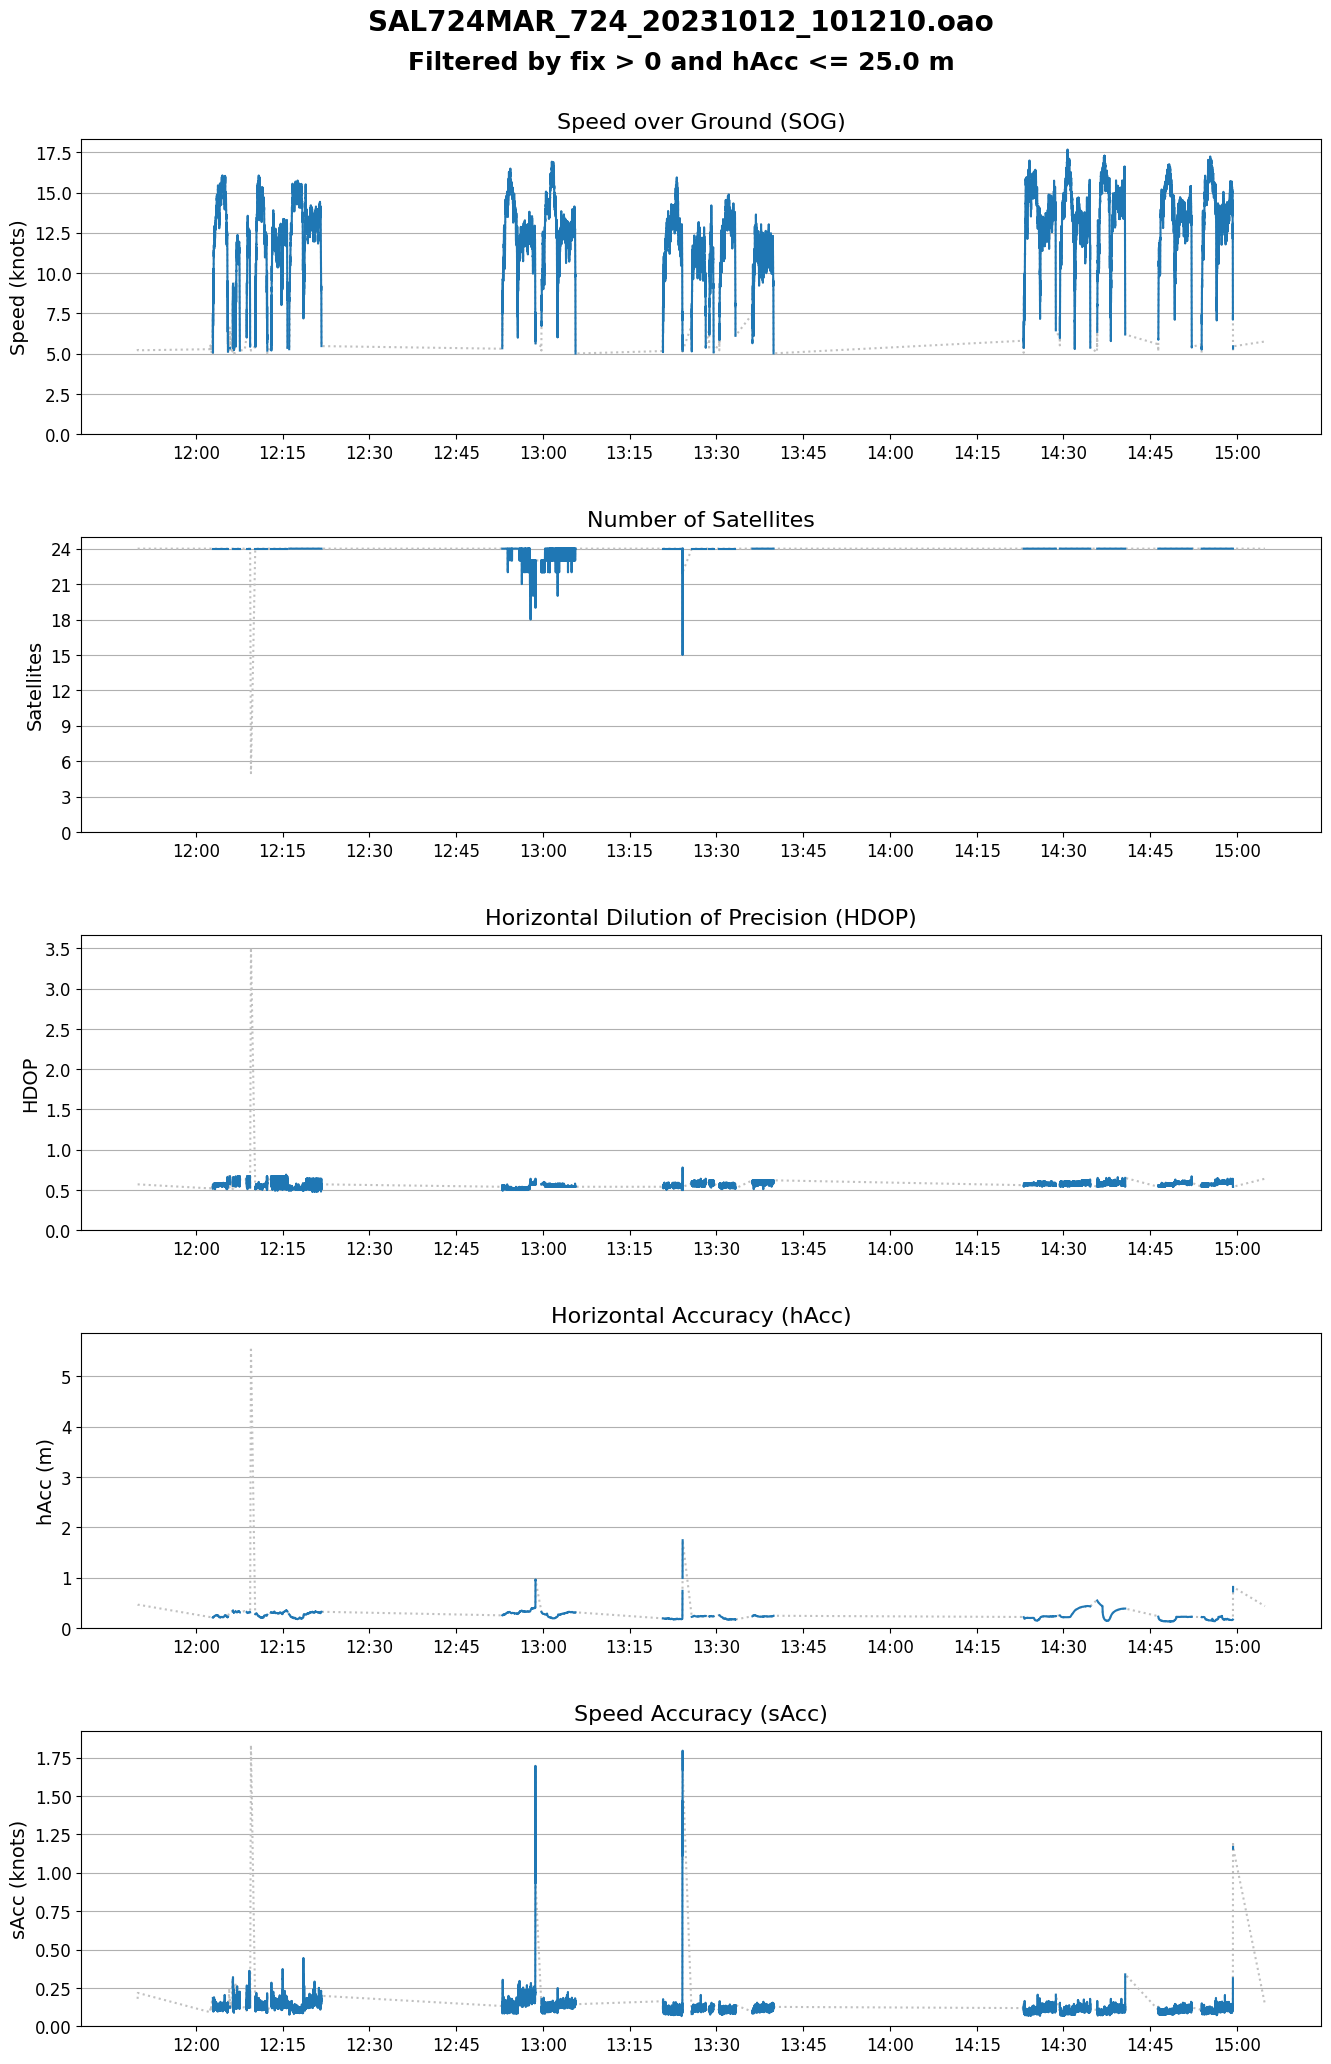 SAL724MAR_724_20231012_101210.oao
Filtered by fix > 0 and hAcc <= 25.0 m
Speed over Ground (SOG)
Speed (knots)
17.5
15.0
12.5
10.0
7.5
5.0
2.5
0.0
12:00 12:15 12:30 12:45 13:00 13:15 13:30 13:45 14:00 14:15 14:30 14:45 15:00
Number of Satellites
Satellites
24
21
18
15
12
9
6
3
0
12:00 12:15 12:30 12:45 13:00 13:15 13:30 13:45 14:00 14:15 14:30 14:45 15:00
Horizontal Dilution of Precision (HDOP)
HDOP
3.5
3.0
2.5
2.0
1.5
1.0
0.5
0.0
12:00 12:15 12:30 12:45 13:00 13:15 13:30 13:45 14:00 14:15 14:30 14:45 15:00
Horizontal Accuracy (hAcc)
hAcc (m)
5
4
3
2
1
0
12:00 12:15 12:30 12:45 13:00 13:15 13:30 13:45 14:00 14:15 14:30 14:45 15:00
Speed Accuracy (sAcc)
sAcc (knots)
1.75
1.50
1.25
1.00
0.75
0.50
0.25
0.00
12:00 12:15 12:30 12:45 13:00 13:15 13:30 13:45 14:00 14:15 14:30 14:45 15:00